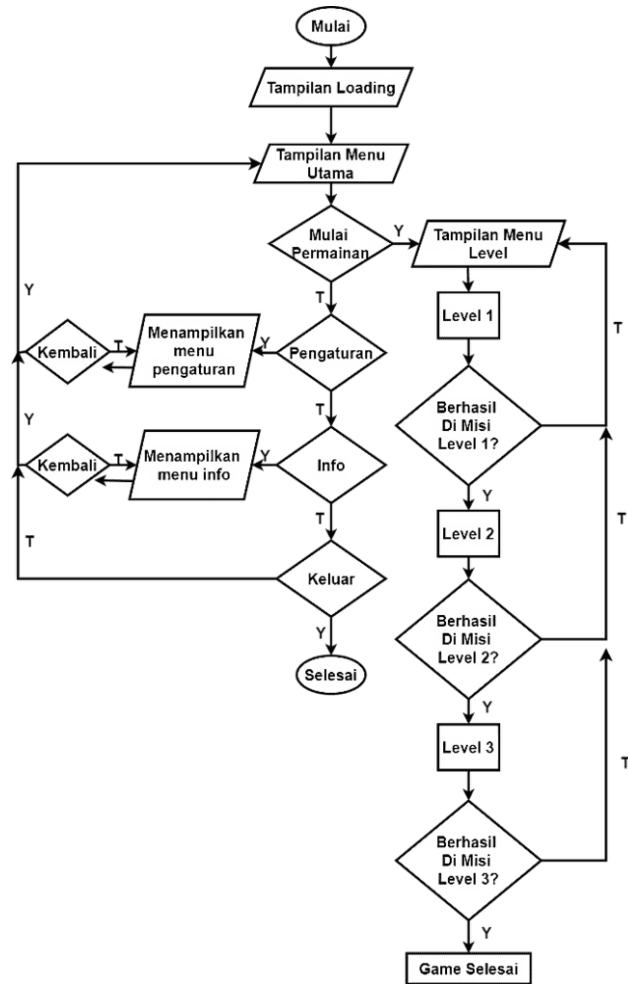 Mulai
Tampilan Loading
Tampilan Menu
Utama
Mulai
Permainan
Y
Tampilan Menu
Level
T
Y
Level 1
T
Kembali
T
Menampilkan
menu
pengaturan
Y
Pengaturan
Berhasil
Di Misi
Level 1?
T
Y
Kembali
T
Menampilkan
menu info
Y
Info
Y
T
Level 2
T
T
Keluar
Berhasil
Di Misi
Level 2?
Y
Selesai
Y
Level 3
T
Berhasil
Di Misi
Level 3?
Y
Game Selesai